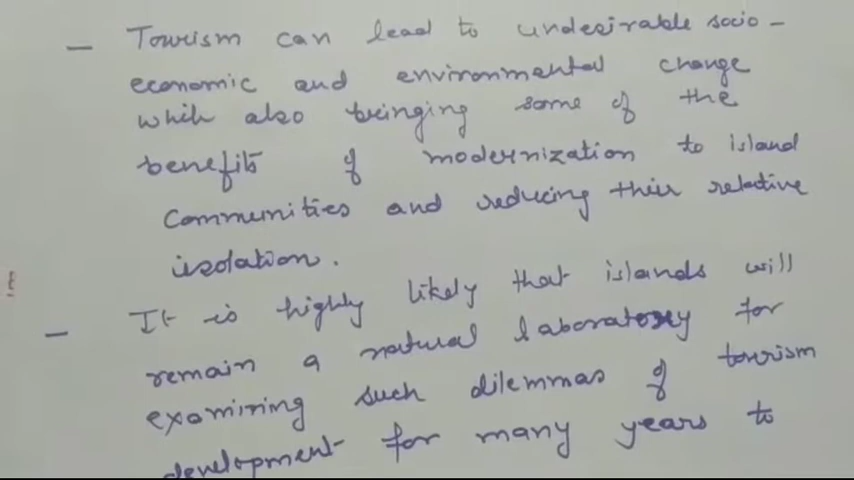 — Tourism can lead to undesirable socio-
economic and environmental change
which also bringing some of the
benefits of modernization to island
communities and reducing their relative
isolation.
— It is highly likely that islands will
remain a natural laboratory for
examining such dilemmas of tourism
development for many years to